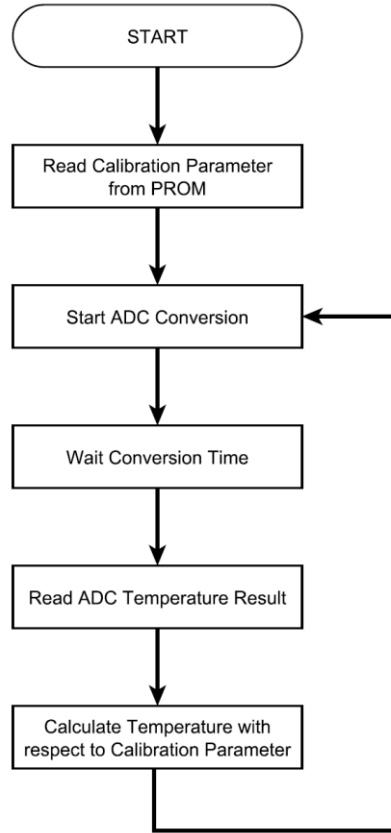 START
Read Calibration Parameter
from PROM
Start ADC Conversion
Wait Conversion Time
Read ADC Temperature Result
Calculate Temperature with
respect to Calibration Parameter